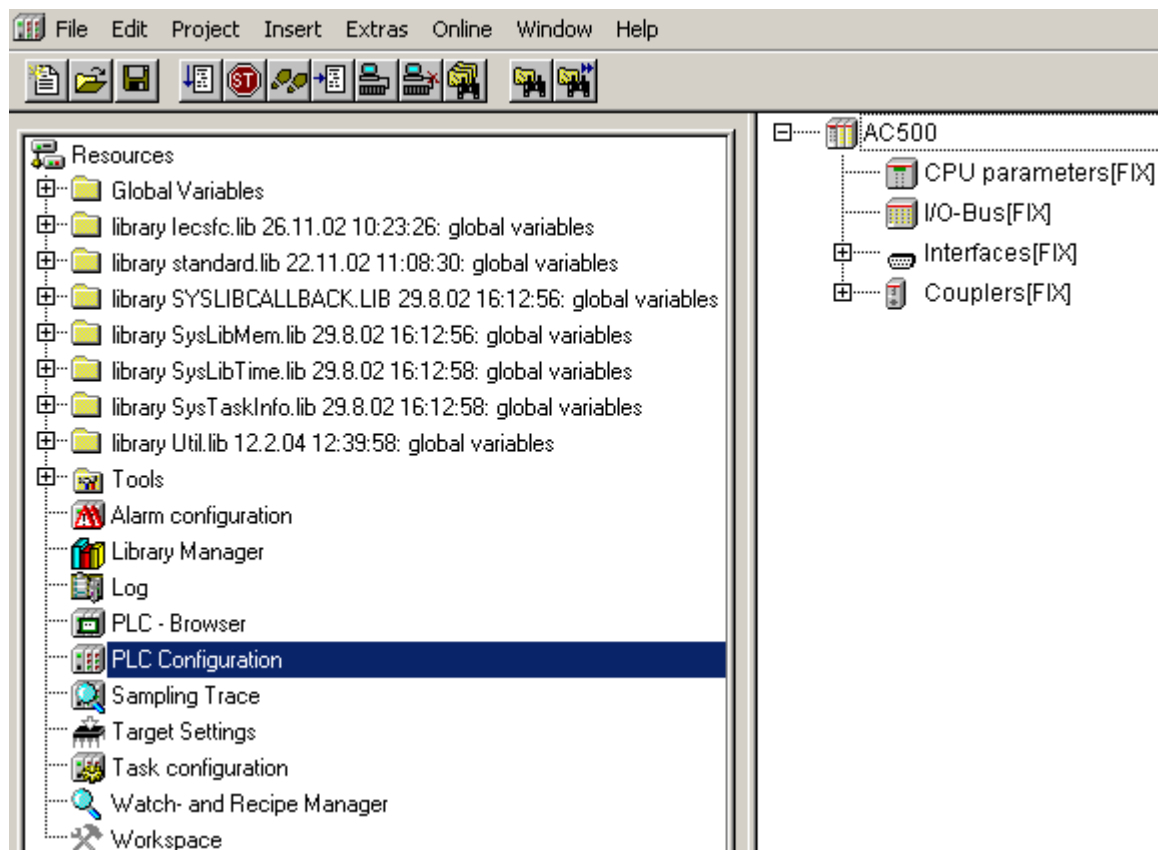 File Edit Project Insert Extras Online Window Help
ST
Resources
Global Variables
library Iecsfc.lib 26.11.02 10:23:26: global variables
library standard.lib 22.11.02 11:08:30: global variables
library SYSLIBCALLBACK.LIB 29.8.02 16:12:56: global variables
library SysLibMem.lib 29.8.02 16:12:56: global variables
library SysLibTime.lib 29.8.02 16:12:58: global variables
library SysTaskInfo.lib 29.8.02 16:12:58: global variables
library Util.lib 12.2.04 12:39:58: global variables
Tools
Alarm configuration
Library Manager
Log
PLC - Browser
PLC Configuration
Sampling Trace
Target Settings
Task configuration
Watch- and Recipe Manager
Workspace
AC500
CPU parameters[FIX]
I/O-Bus[FIX]
Interfaces[FIX]
Couplers[FIX]